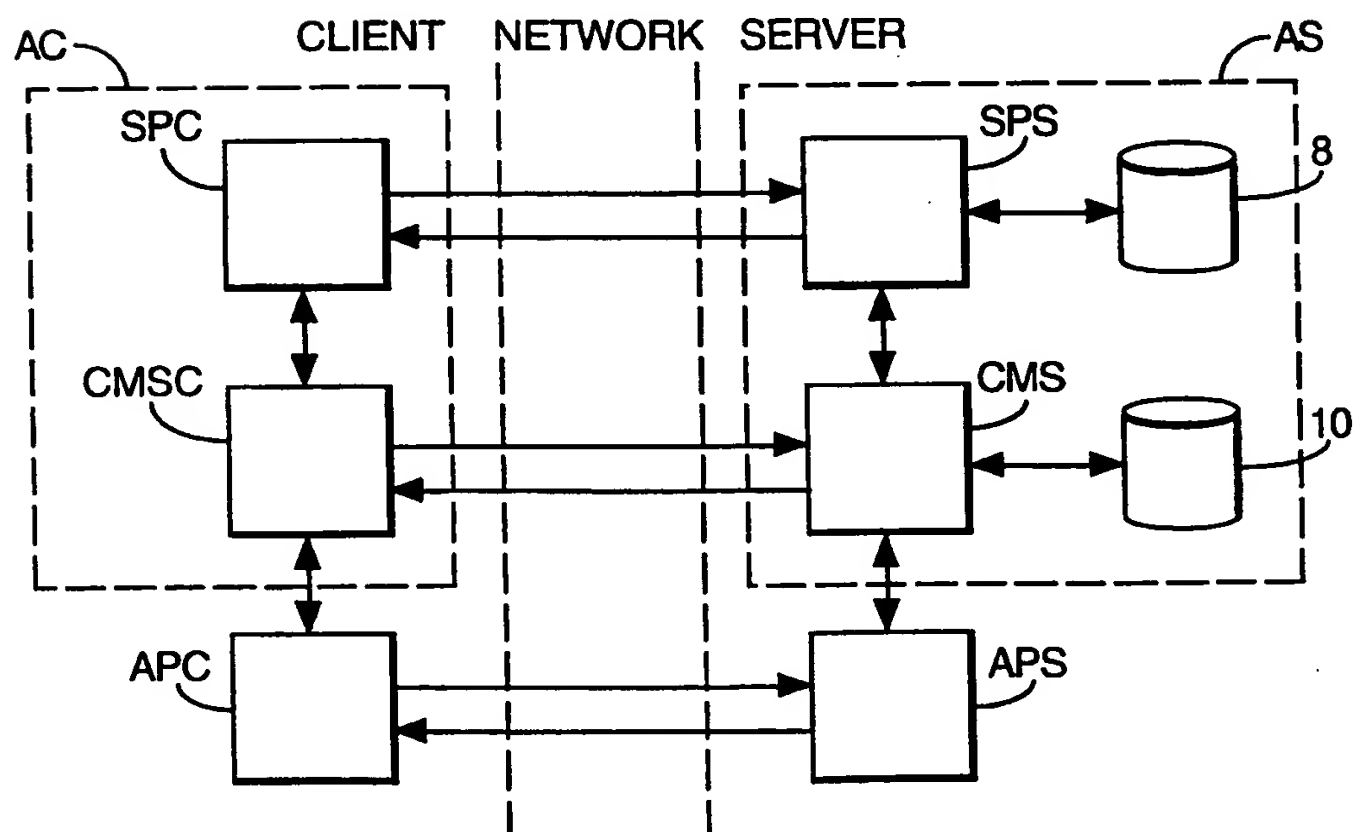 CLIENT NETWORK SERVER
AC
AS
SPC
SPS
8
CMSC
CMS
10
APC
APS